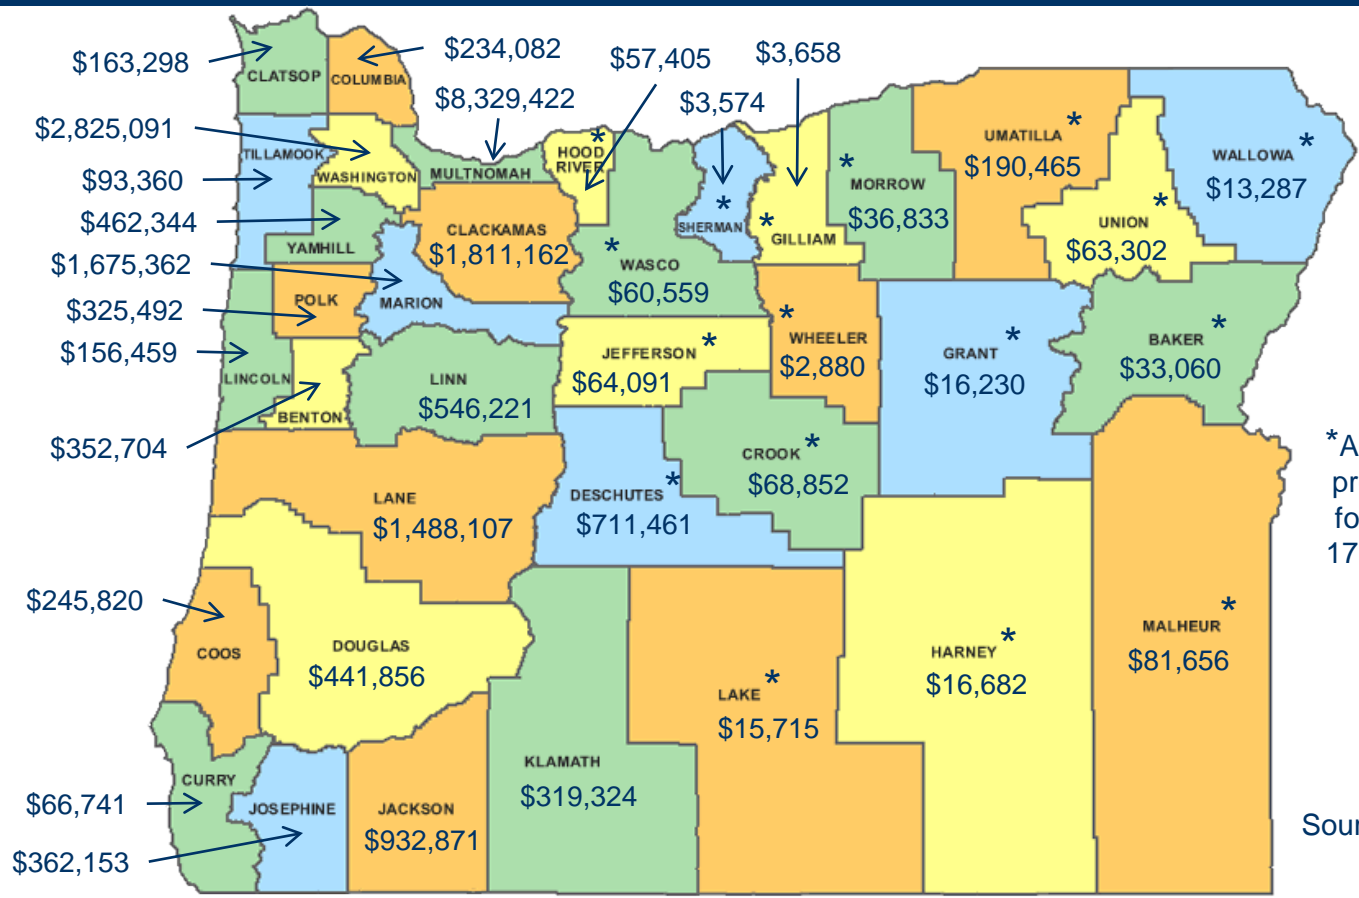 $163,298
CLATSOP
COLUMBIA
$234,082
$8,329,422
$57,405
$3,574
$3,658
$2,825,091
TILLAMOOK
WASHINGTON
MULTNOMAH
*
HOOD
RIVER
$93,360
$462,344
YAMHILL
CLACKAMAS
$1,811,162
*
WASCO
$60,559
*
SHERMAN
*
GILLIAM
*
MORROW
$36,833
UMATILLA *
$190,465
*
UNION
$63,302
WALLOWA *
$13,287
$1,675,362
MARION
$325,492
POLK
$156,459
LINCOLN
BENTON
$352,704
LINN
$546,221
JEFFERSON *
$64,091
*
WHEELER
$2,880
*
GRANT
$16,230
*
BAKER
$33,060
LANE
$1,488,107
DESCHUTES *
$711,461
CROOK *
$68,852
*A
pr
fo
17
$245,820
COOS
DOUGLAS
$441,856
LAKE *
$15,715
HARNEY *
$16,682
*
MALHEUR
$81,656
CURRY
$66,741
JOSEPHINE
$362,153
JACKSON
$932,871
KLAMATH
$319,324
Sour